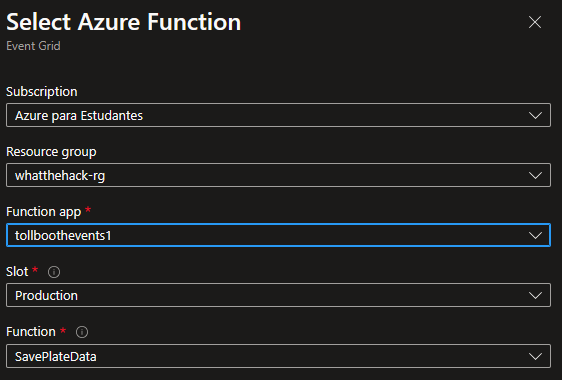 Select Azure Function
Event Grid
Subscription
Azure para Estudantes
Resource group
whatthehack-rg
Function app *
tollboothevents1
Slot *
Production
Function *
SavePlateData